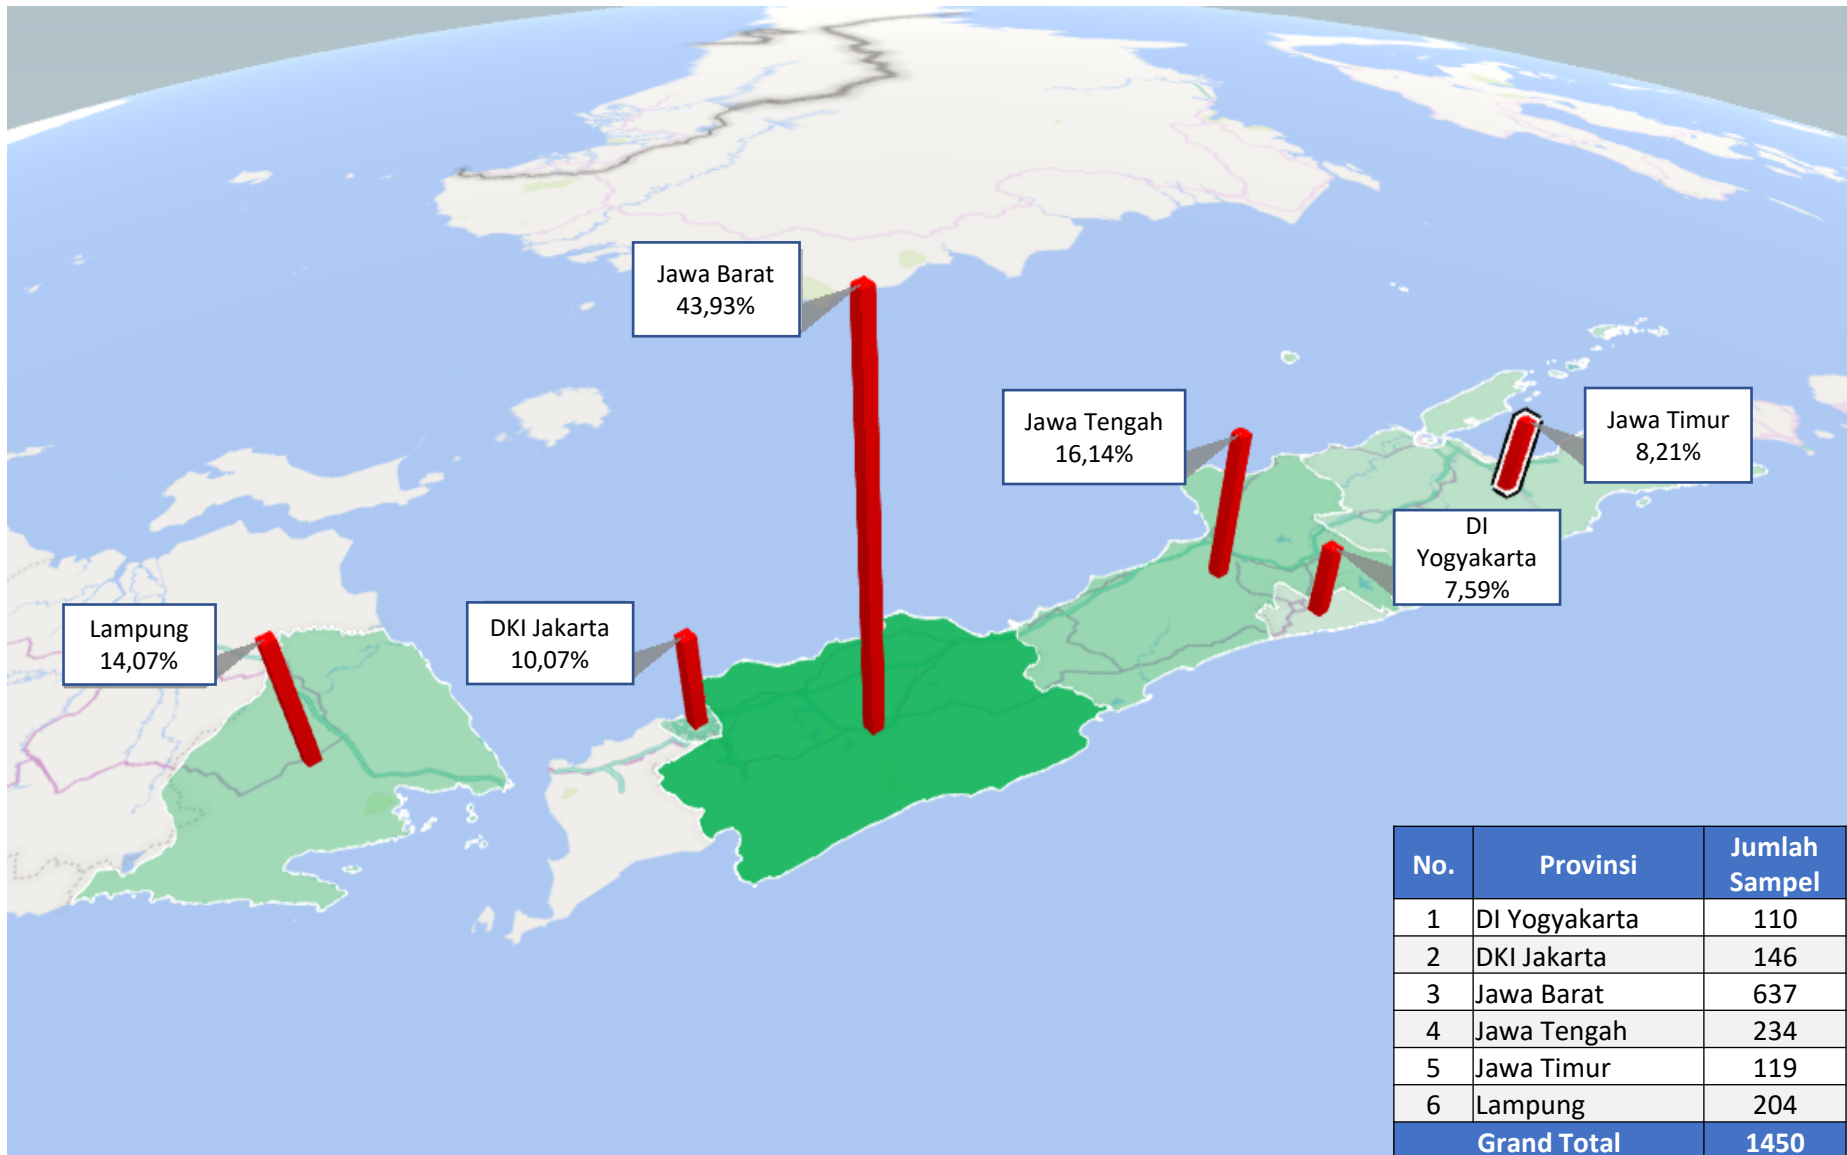 Jawa Barat
43,93%
Jawa Tengah
16,14%
Jawa Timur
8,21%
DI
Yogyakarta
7,59%
Lampung
14,07%
DKI Jakarta
10,07%
No. Provinsi Jumlah
Sampel
1 DI Yogyakarta 110
2 DKI Jakarta 146
3 Jawa Barat 637
4 Jawa Tengah 234
5 Jawa Timur 119
6 Lampung 204
Grand Total 1450